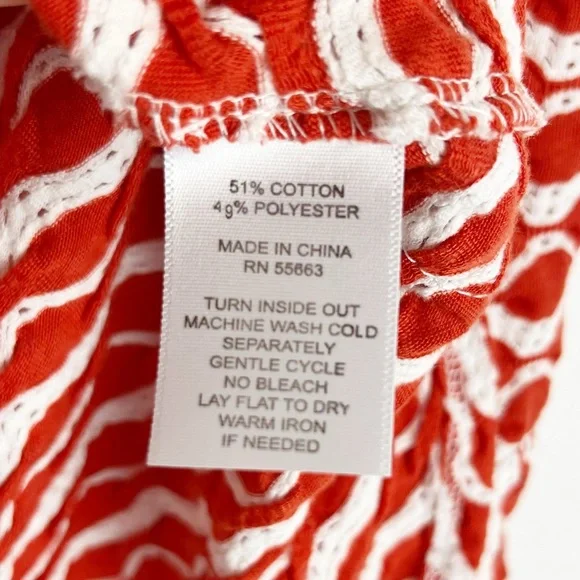 51% COTTON
49% POLYESTER
MADE IN CHINA
RN 55663
TURN INSIDE OUT
MACHINE WASH COLD
SEPARATELY
GENTLE CYCLE
NO BLEACH
LAY FLAT TO DRY
WARM IRON
IF NEEDED